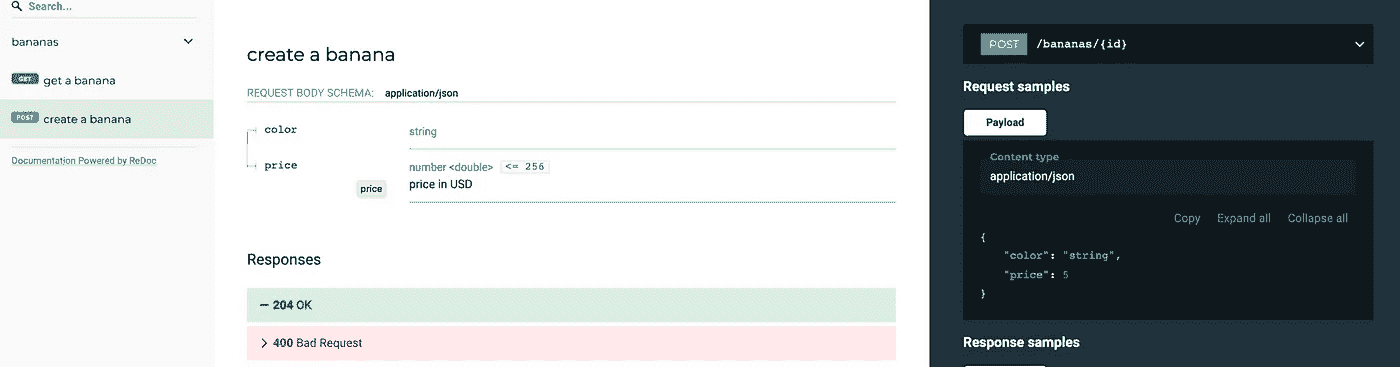 Search...
bananas
GET get a banana
POST create a banana
Documentation Powered by ReDoc
create a banana
REQUEST BODY SCHEMA: application/json
color string
price number <double> <= 256
price price in USD
Responses
204 OK
400 Bad Request
POST /bananas/{id}
Request samples
Payload
Content type
application/json
Copy Expand all Collapse all
{
"color": "string",
"price": 5
}
Response samples